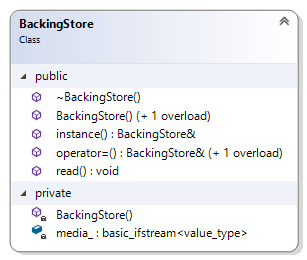 BackingStore
Class
public
~BackingStore()
BackingStore() (+ 1 overload)
instance() : BackingStore&
operator=() : BackingStore& (+ 1 overload)
read() : void
private
BackingStore()
media_ : basic_ifstream<value_type>